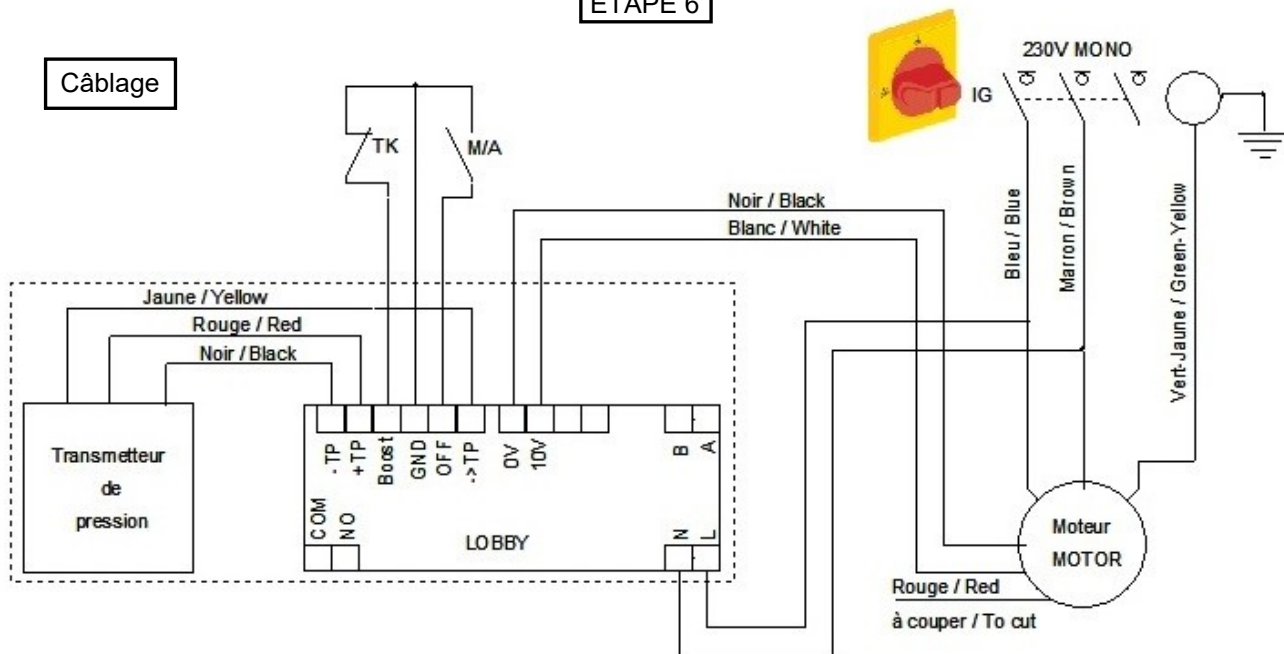 ETAPE 6
Câblage
230V MONO
IG
TK
M/A
Noir / Black
Blanc / White
Bleu / Blue
Marron / Brown
Vert-Jaune / Green-Yellow
Jaune / Yellow
Rouge / Red
Noir / Black
Transmetteur
de
pression
-TP
+TP
Boost
GND
OFF
->TP
0V
10V
B
A
COM
NO
LOBBY
N
L
Moteur
MOTOR
Rouge / Red
à couper / To cut